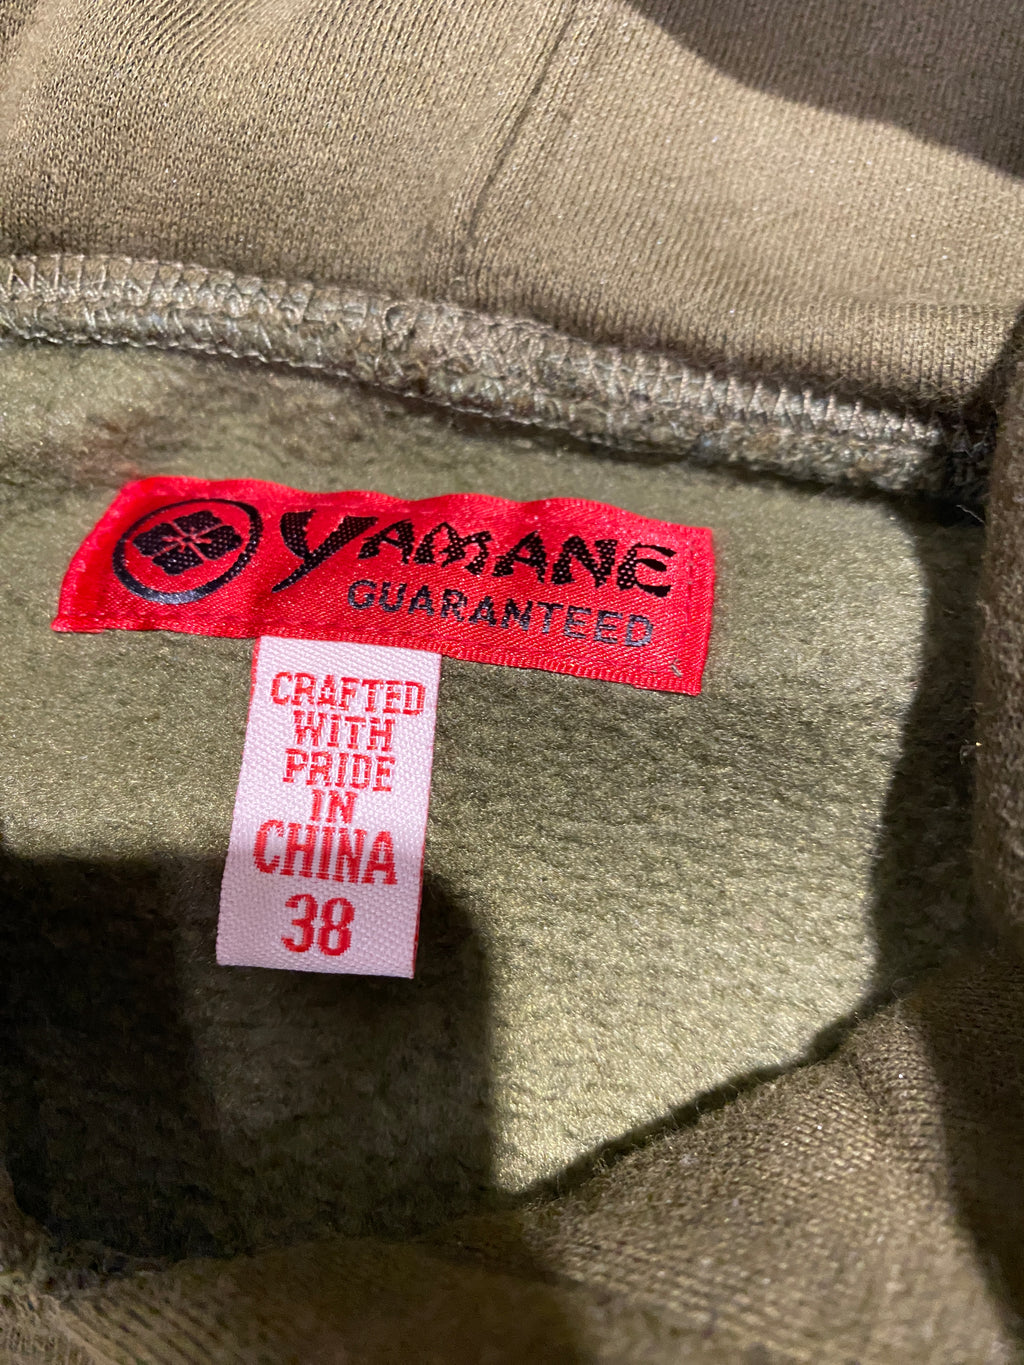 YAMANE
GUARANTEED
CRAFTED
WITH
PRIDE
IN
CHINA
38